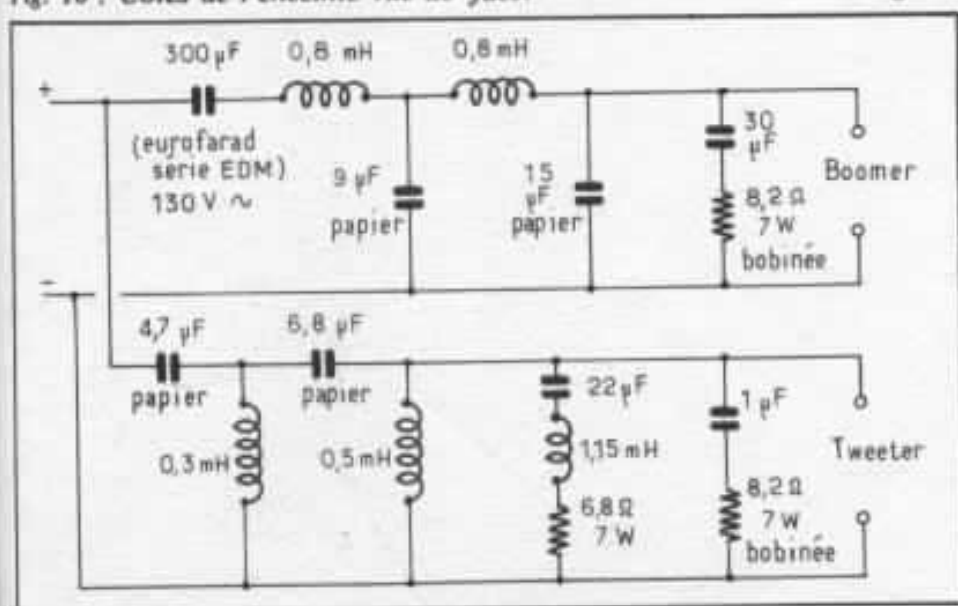 300 µF
0,8 mH
0,8 mH
+
(eurofarad
serie EDM)
130 V ~
9 µF
papier
15
µF
papier
30
µF
8,2 Ω
7 W
bobinée
Boomer
−
4,7 µF
papier
6,8 µF
papier
0,3 mH
0,5 mH
22 µF
1,15 mH
6,8 Ω
7 W
1 µF
8,2 Ω
7 W
bobinée
Tweeter